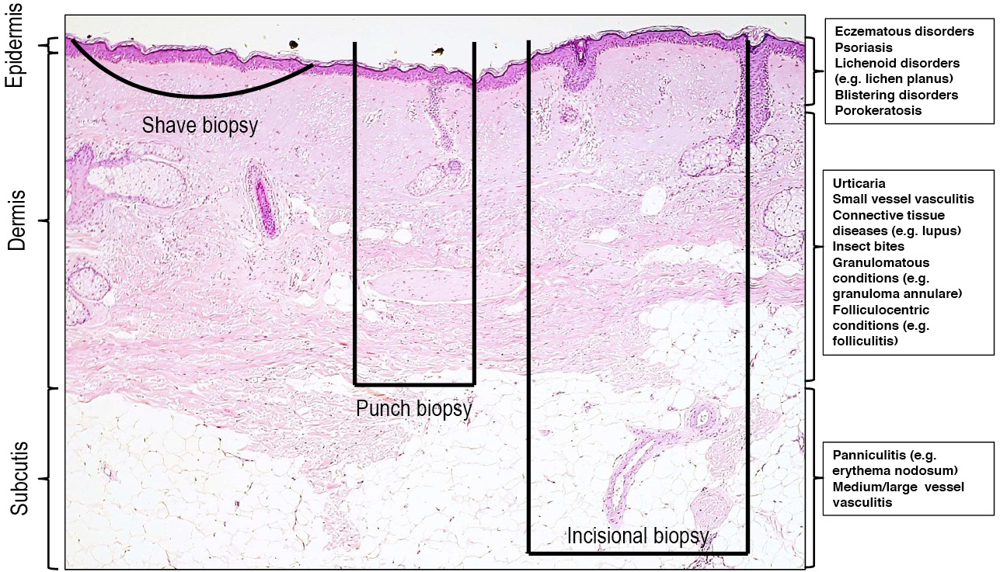 Epidermis
Dermis
Subcutis
Shave biopsy
Punch biopsy
Incisional biopsy
Eczematous disorders
Psoriasis
Lichenoid disorders
(e.g. lichen planus)
Blistering disorders
Porokeratosis
Urticaria
Small vessel vasculitis
Connective tissue
diseases (e.g. lupus)
Insect bites
Granulomatous
conditions (e.g.
granuloma annulare)
Folliculocentric
conditions (e.g.
folliculitis)
Panniculitis (e.g.
erythema nodosum)
Medium/large vessel
vasculitis